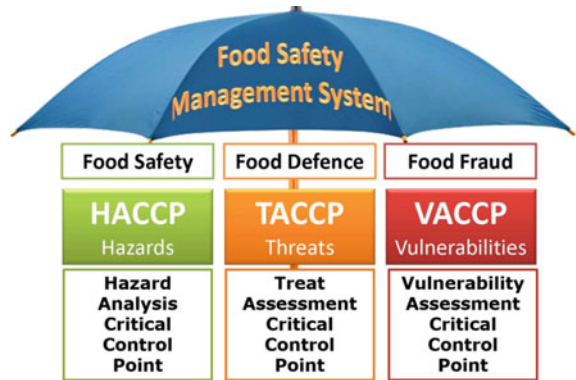 Food Safety
Management System
Food Safety
Food Defence
Food Fraud
HACCP
Hazards
TACCP
Threats
VACCP
Vulnerabilities
Hazard
Analysis
Critical
Control
Point
Treat
Assessment
Critical
Control
Point
Vulnerability
Assessment
Critical
Control
Point